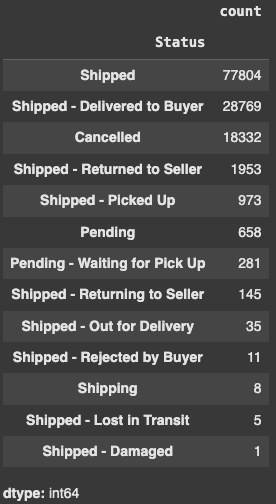 count
Status
Shipped 77804
Shipped - Delivered to Buyer 28769
Cancelled 18332
Shipped - Returned to Seller 1953
Shipped - Picked Up 973
Pending 658
Pending - Waiting for Pick Up 281
Shipped - Returning to Seller 145
Shipped - Out for Delivery 35
Shipped - Rejected by Buyer 11
Shipping 8
Shipped - Lost in Transit 5
Shipped - Damaged 1
dtype: int64